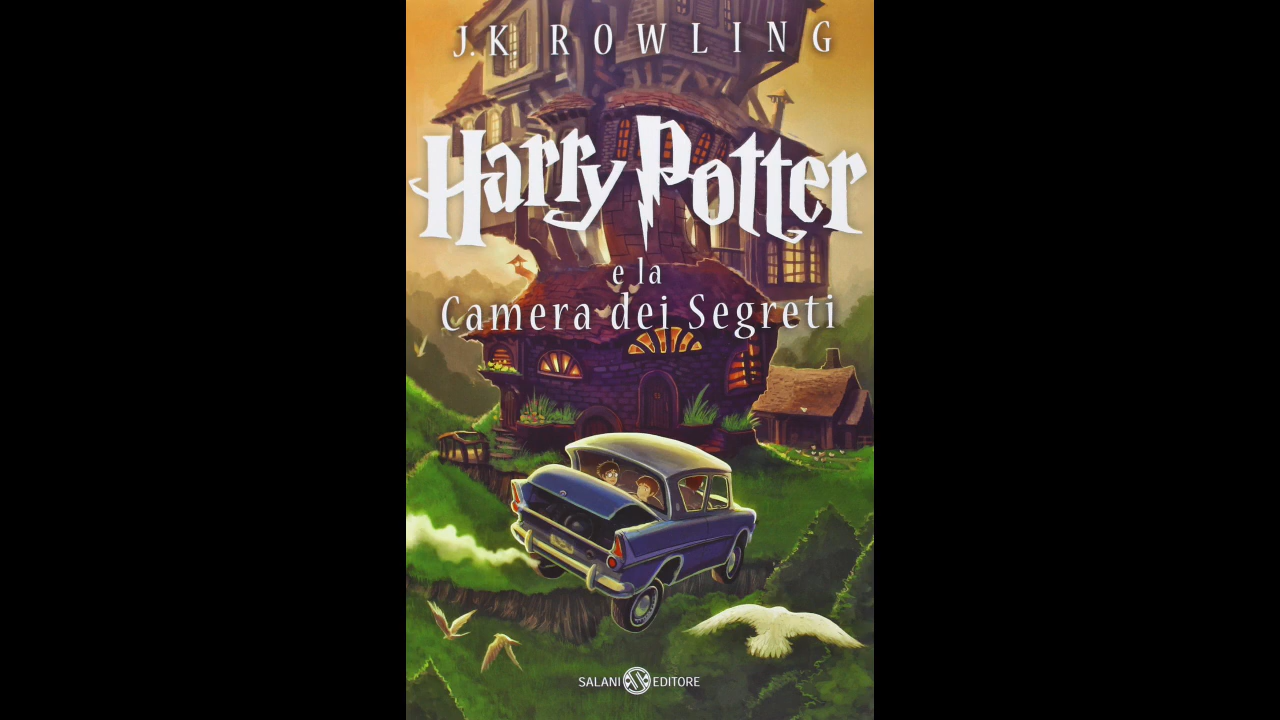 J.K. ROWLING
Harry Potter
e la
Camera dei Segreti
SALANI EDITORE